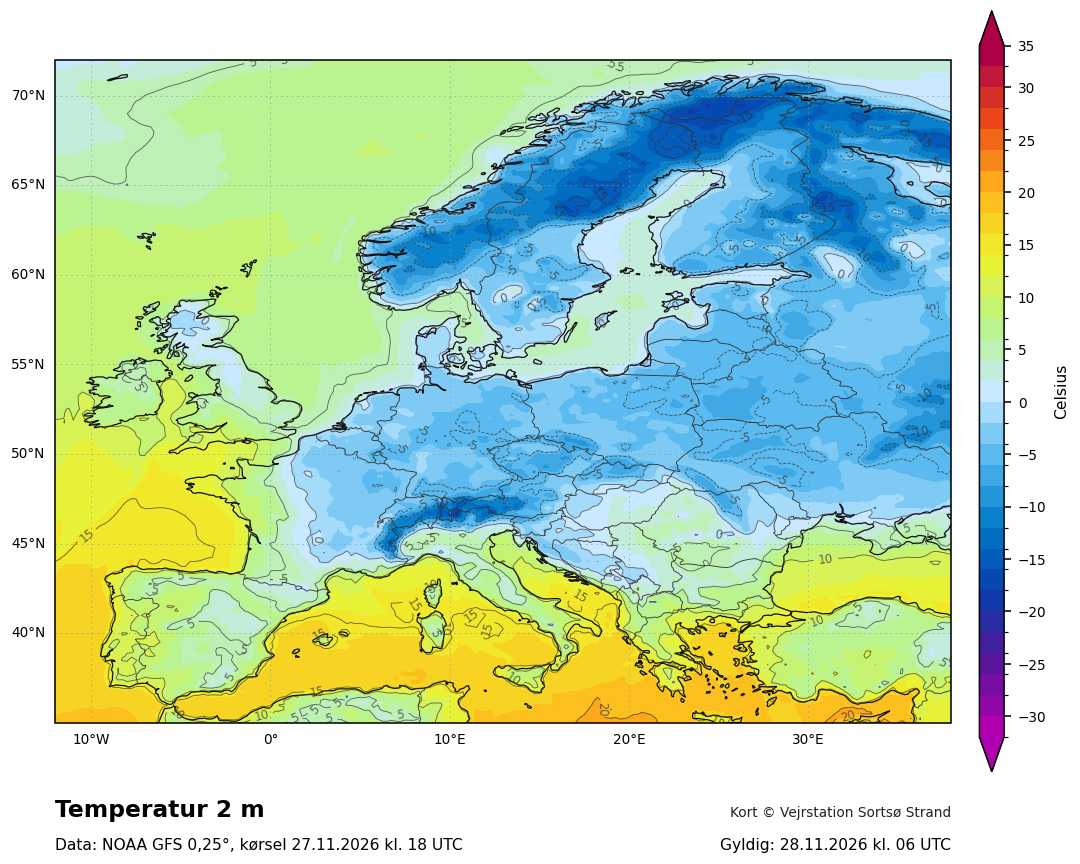 70°N
65°N
60°N
55°N
50°N
45°N
40°N
10°W 0° 10°E 20°E 30°E
35
30
25
20
15
10
5
0
−5
−10
−15
−20
−25
−30
Celsius
Temperatur 2 m
Kort © Vejrstation Sortsø Strand
Data: NOAA GFS 0,25°, kørsel 27.11.2026 kl. 18 UTC
Gyldig: 28.11.2026 kl. 06 UTC